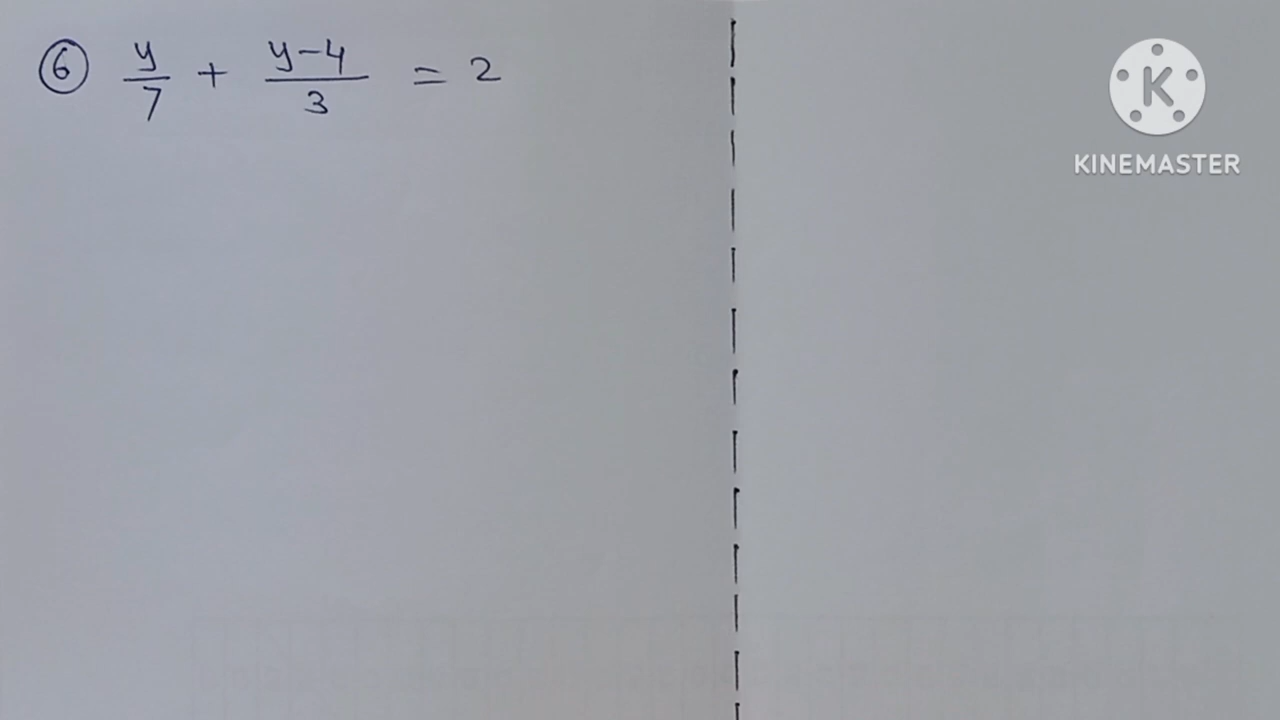 ⑥ y/7 + (y-4)/3 = 2
KINEMASTER